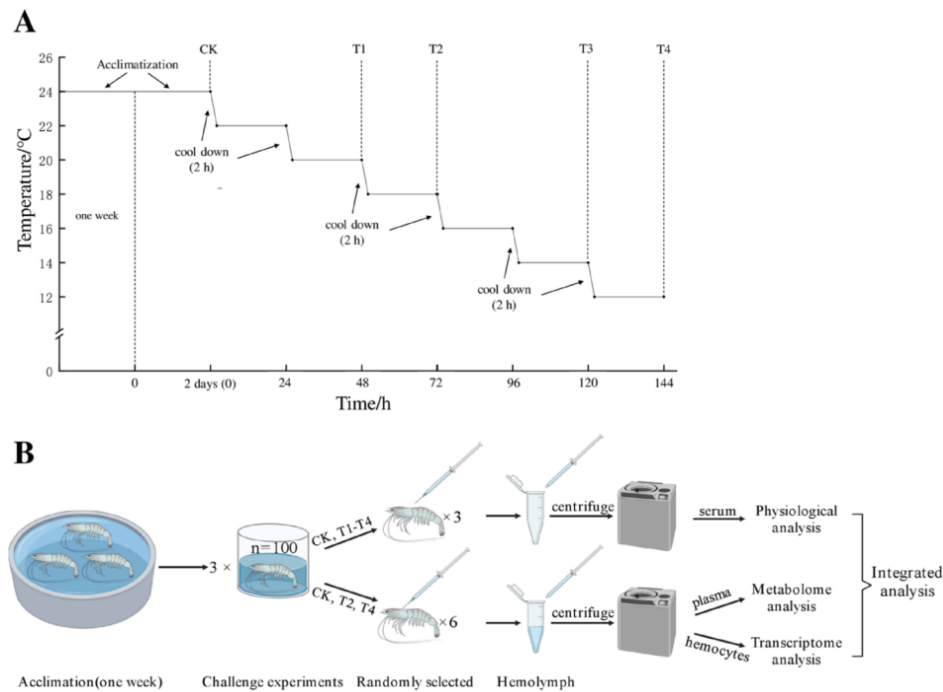 A
CK T1 T2 T3 T4
26
Acclimatization
24
22
cool down
(2 h)
20
18
one week
cool down
(2 h)
16
14
cool down
(2 h)
12
0
Temperature/°C
0 2 days (0) 24 48 72 96 120 144
Time/h
B
n=100
3 ×
CK, T1-T4
CK, T2, T4
×3
×6
centrifuge
centrifuge
serum
plasma
hemocytes
Physiological
analysis
Metabolome
analysis
Transcriptome
analysis
Integrated
analysis
Acclimation(one week) Challenge experiments Randomly selected Hemolymph